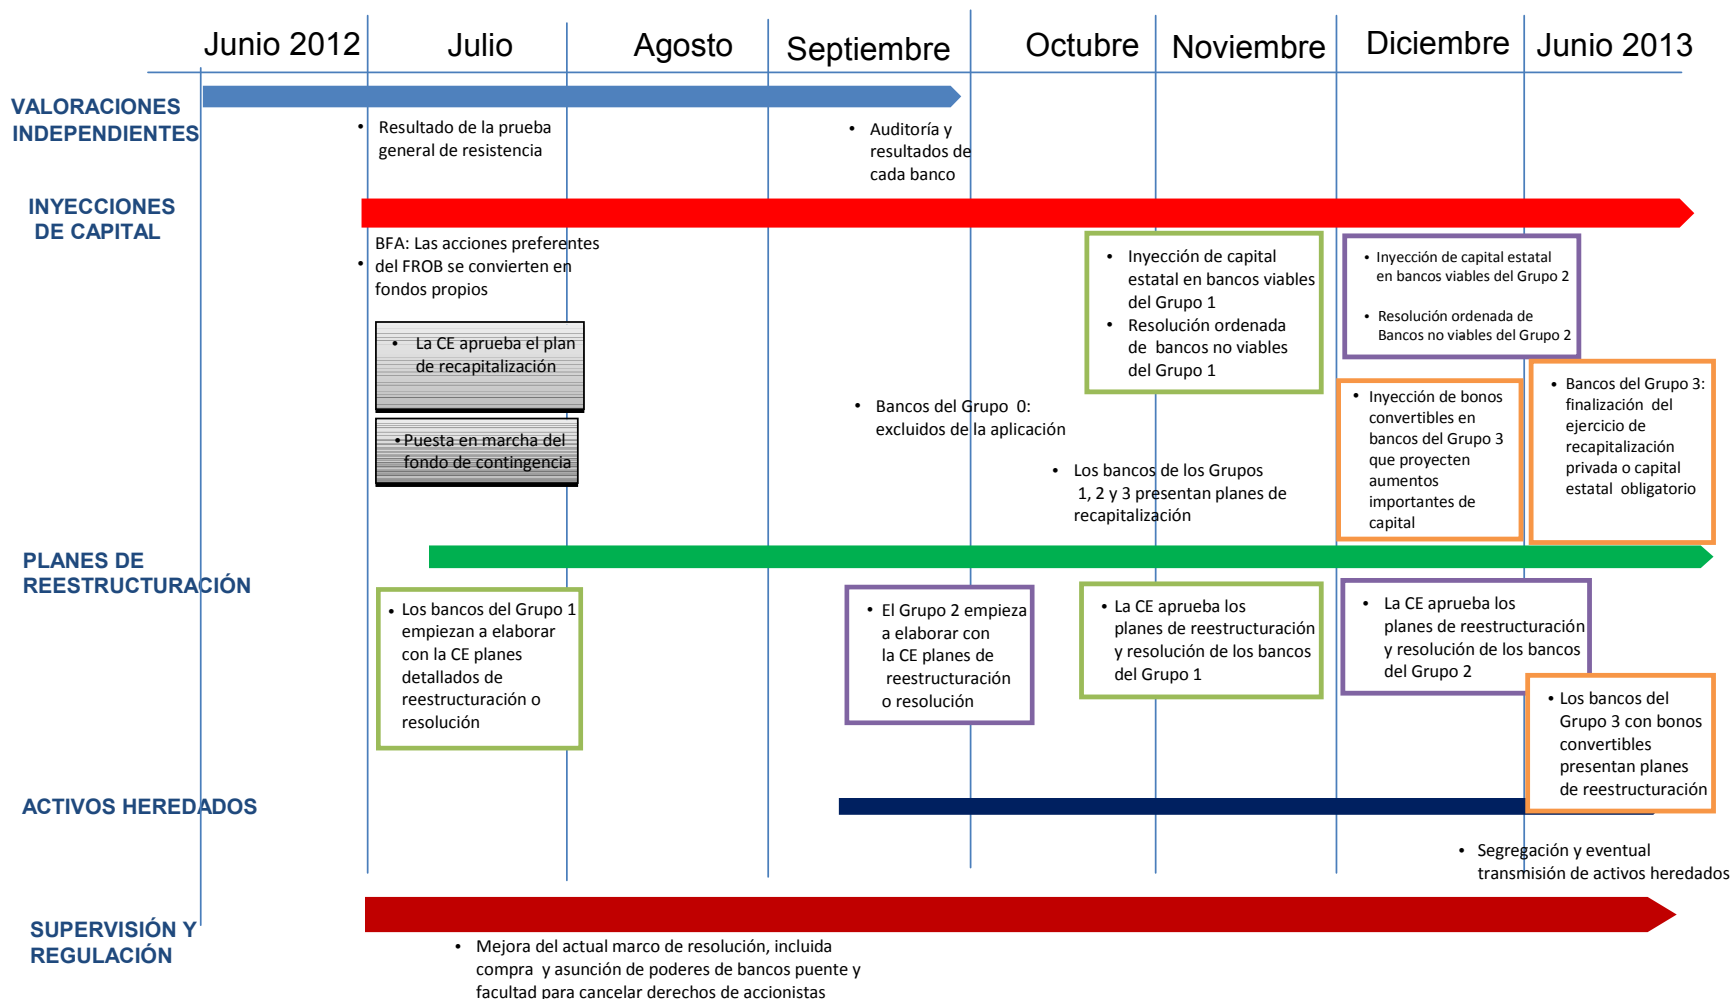 Junio 2012
Julio
Agosto
Septiembre
Octubre
Noviembre
Diciembre
Junio 2013
VALORACIONES
INDEPENDIENTES
• Resultado de la prueba
general de resistencia
• Auditoría y
resultados de
cada banco
INYECCIONES
DE CAPITAL
BFA: Las acciones preferentes
• del FROB se convierten en
fondos propios
• La CE aprueba el plan
de recapitalización
• Puesta en marcha del
fondo de contingencia
• Bancos del Grupo 0:
excluidos de la aplicación
• Los bancos de los Grupos
1, 2 y 3 presentan planes de
recapitalización
• Inyección de capital
estatal en bancos viables
del Grupo 1
• Resolución ordenada
de bancos no viables
del Grupo 1
• Inyección de capital estatal
en bancos viables del Grupo 2
• Resolución ordenada de
Bancos no viables del Grupo 2
• Inyección de bonos
convertibles en
bancos del Grupo 3
que proyecten
aumentos
importantes de
capital
• Bancos del Grupo 3:
finalización del
ejercicio de
recapitalización
privada o capital
estatal obligatorio
PLANES DE
REESTRUCTURACIÓN
• Los bancos del Grupo 1
empiezan a elaborar
con la CE planes
detallados de
reestructuración o
resolución
• El Grupo 2 empieza
a elaborar con
la CE planes de
reestructuración
o resolución
• La CE aprueba los
planes de reestructuración
y resolución de los bancos
del Grupo 1
• La CE aprueba los
planes de reestructuración
y resolución de los bancos
del Grupo 2
• Los bancos del
Grupo 3 con bonos
convertibles
presentan planes
de reestructuración
ACTIVOS HEREDADOS
• Segregación y eventual
transmisión de activos heredados
SUPERVISIÓN Y
REGULACIÓN
• Mejora del actual marco de resolución, incluida
compra y asunción de poderes de bancos puente y
facultad para cancelar derechos de accionistas